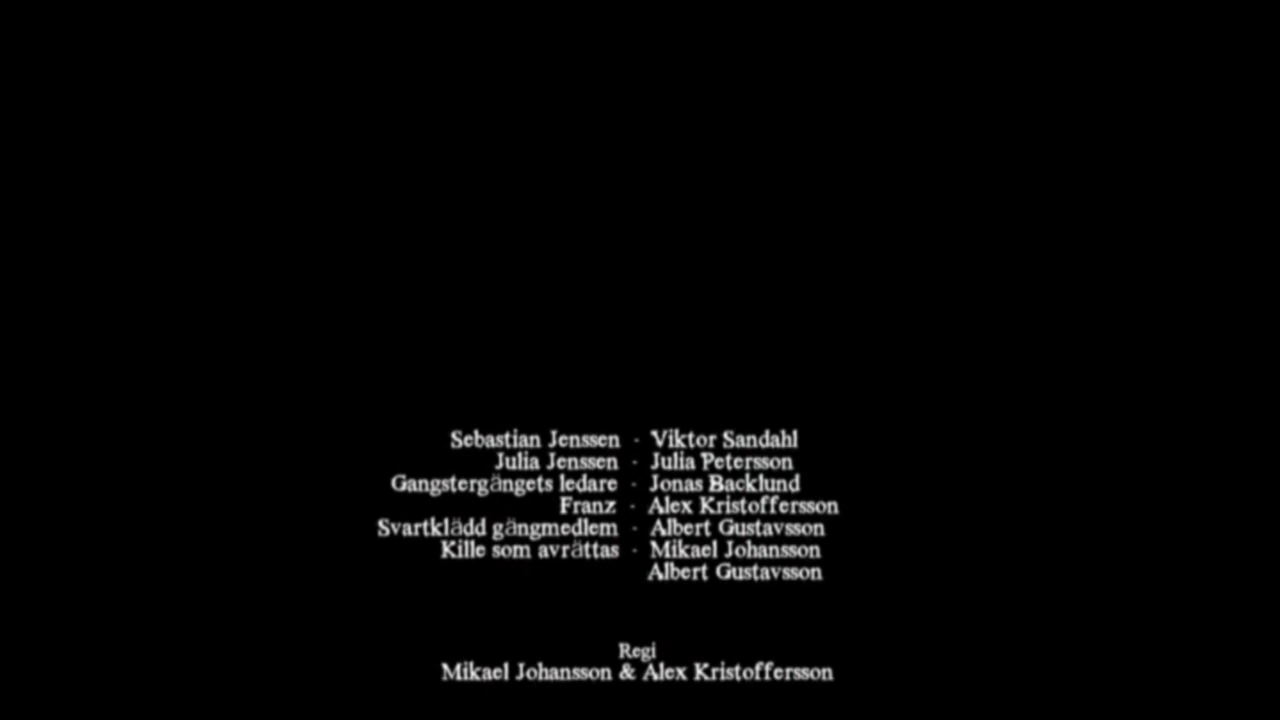 Sebastian Jenssen - Viktor Sandahl
Julia Jenssen - Julia Petersson
Gangstergängets ledare - Jonas Backlund
Franz - Alex Kristoffersson
Svartklädd gängmedlem - Albert Gustavsson
Kille som avrättas - Mikael Johansson
Albert Gustavsson
Regi
Mikael Johansson & Alex Kristoffersson